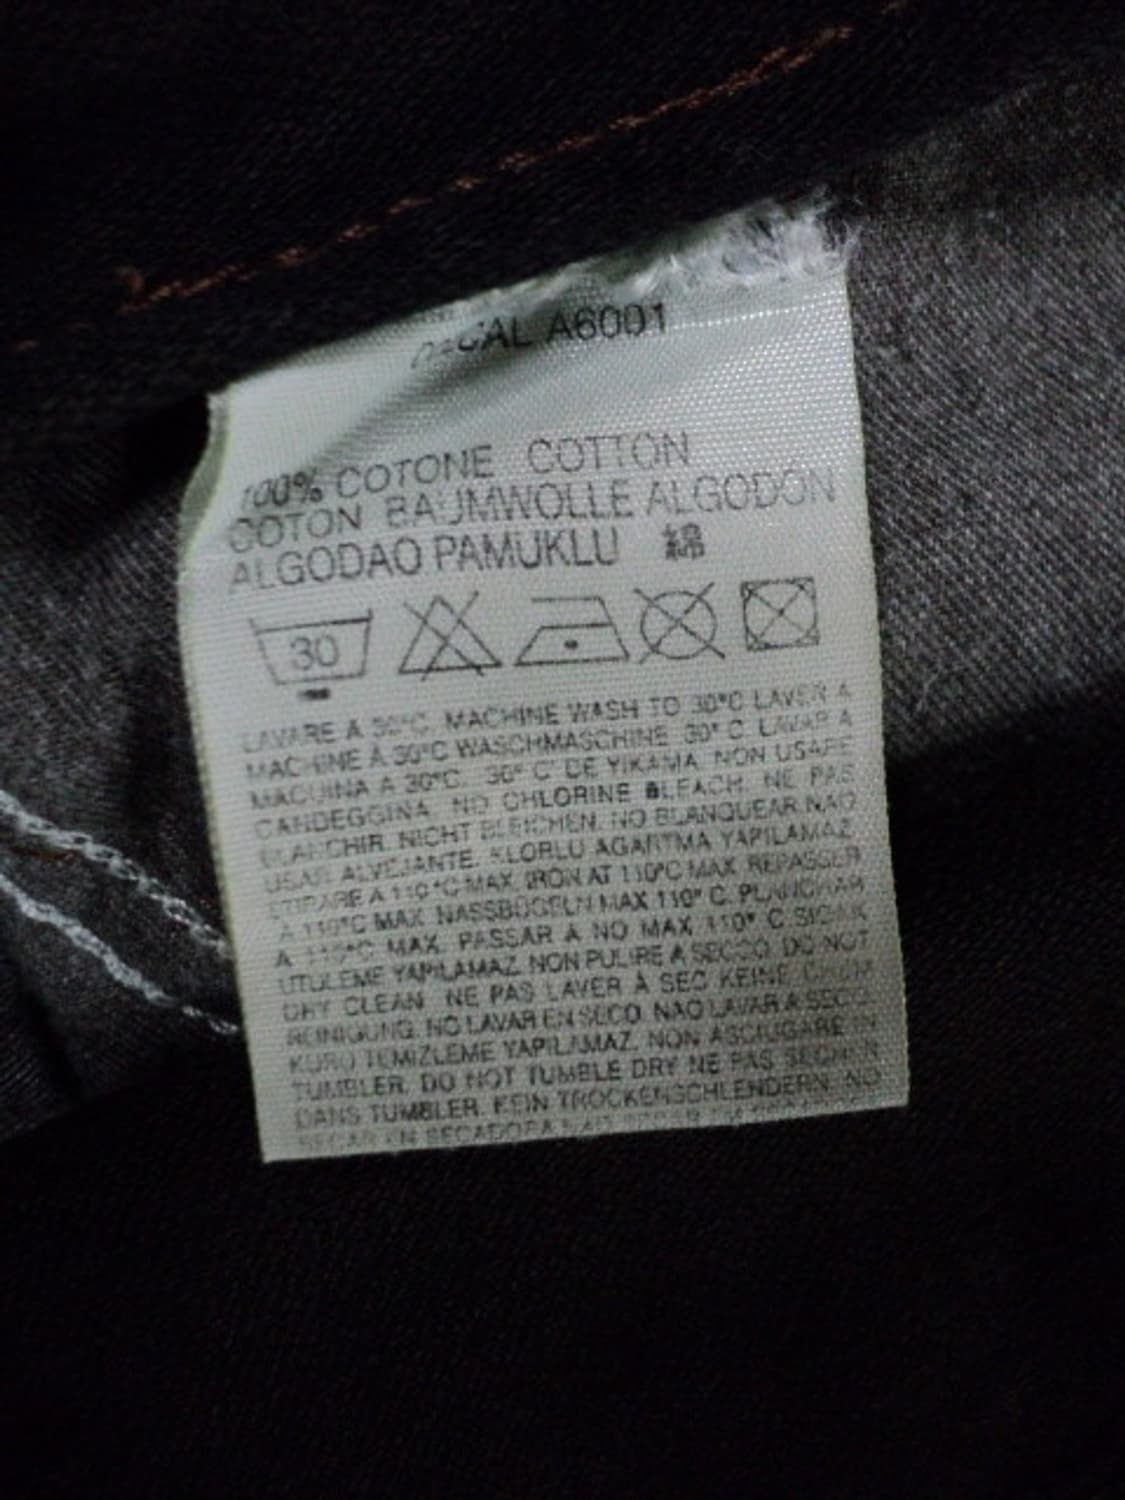 CAL A6001
100% COTONE COTTON
COTON BAUMWOLLE ALGODON
ALGODAO PAMUKLU 綿
30
LAVARE A 30°C. MACHINE WASH TO 30°C LAVER A
MACHINE À 30°C WASCHMASCHINE 30° C. LAVAR A
MAQUINA A 30°C. 30° C' DE YIKAMA. NON USARE
CANDEGGINA. NO CHLORINE BLEACH. NE PAS
BLANCHIR. NICHT BLEICHEN. NO BLANQUEAR. NAO
USAR ALVEJANTE. KLORLU AGARTMA YAPILAMAZ.
STIRARE A 110°C MAX. IRON AT 110°C MAX. REPASSER
A 110°C MAX. NASSBÜGELN MAX 110° C. PLANCHAR
A 110°C. MAX. PASSAR A NO MAX. 110° C. SICAK
UTULEME YAPILAMAZ. NON PULIRE A SECCO. DO NOT
DRY CLEAN. NE PAS LAVER À SEC. KEINE
REINIGUNG. NO LAVAR EN SECO. NAO LAVAR A SECO.
KURU TEMIZLEME YAPILAMAZ. NON ASCIUGARE IN
TUMBLER. DO NOT TUMBLE DRY. NE PAS SECHER
DANS TUMBLER. KEIN TROCKENSCHLENDERN. NO
SECAR EN SECADORA